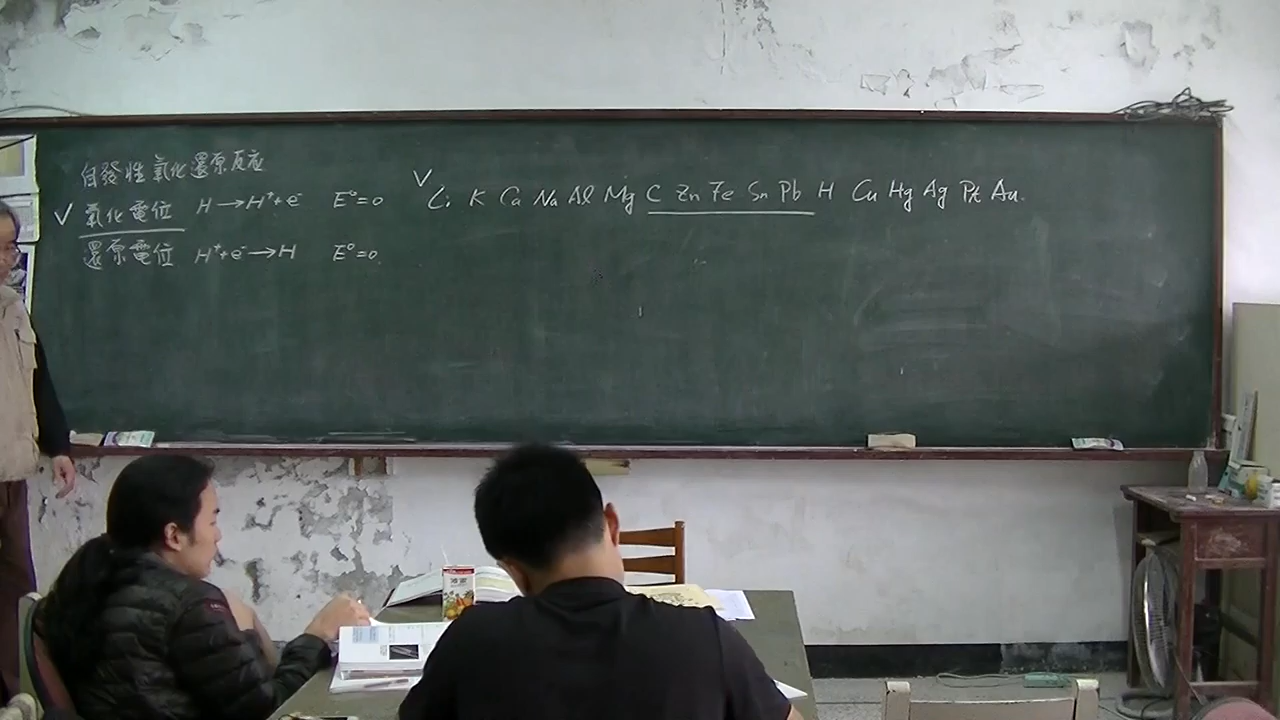 自發性氧化還原反应
√ 氧化電位 H→H⁺+e⁻ E°=0
還原電位 H⁺+e⁻→H E°=0
√ Li K Ca Na Al Mg C Zn Fe Sn Pb H Cu Hg Ag Pt Au